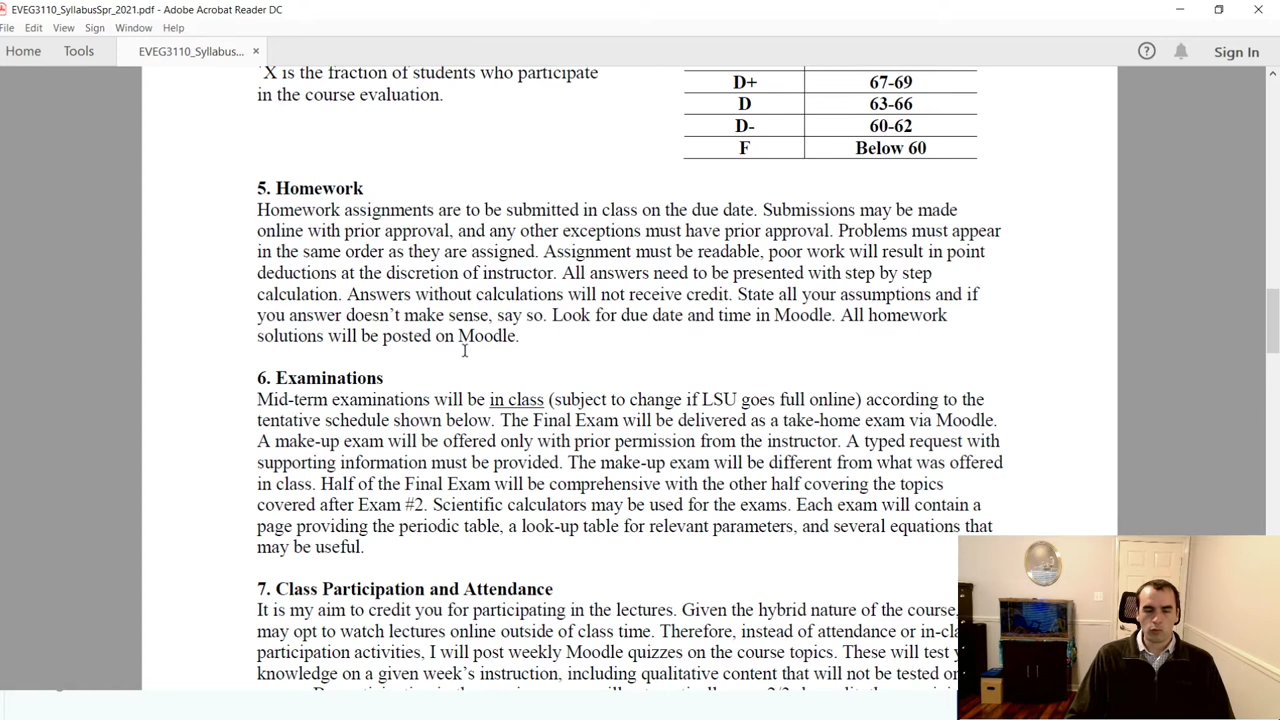 EVEG3110_SyllabusSpr_2021.pdf - Adobe Acrobat Reader DC
File Edit View Sign Window Help
Home Tools EVEG3110_Syllabus... × Sign In
X is the fraction of students who participate
in the course evaluation.
D+ 67-69
D 63-66
D- 60-62
F Below 60
5. Homework
Homework assignments are to be submitted in class on the due date. Submissions may be made
online with prior approval, and any other exceptions must have prior approval. Problems must appear
in the same order as they are assigned. Assignment must be readable, poor work will result in point
deductions at the discretion of instructor. All answers need to be presented with step by step
calculation. Answers without calculations will not receive credit. State all your assumptions and if
you answer doesn’t make sense, say so. Look for due date and time in Moodle. All homework
solutions will be posted on Moodle.
6. Examinations
Mid-term examinations will be in class (subject to change if LSU goes full online) according to the
tentative schedule shown below. The Final Exam will be delivered as a take-home exam via Moodle.
A make-up exam will be offered only with prior permission from the instructor. A typed request with
supporting information must be provided. The make-up exam will be different from what was offered
in class. Half of the Final Exam will be comprehensive with the other half covering the topics
covered after Exam #2. Scientific calculators may be used for the exams. Each exam will contain a
page providing the periodic table, a look-up table for relevant parameters, and several equations that
may be useful.
7. Class Participation and Attendance
It is my aim to credit you for participating in the lectures. Given the hybrid nature of the course,
may opt to watch lectures online outside of class time. Therefore, instead of attendance or in-cla
participation activities, I will post weekly Moodle quizzes on the course topics. These will test
knowledge on a given week’s instruction, including qualitative content that will not be tested on